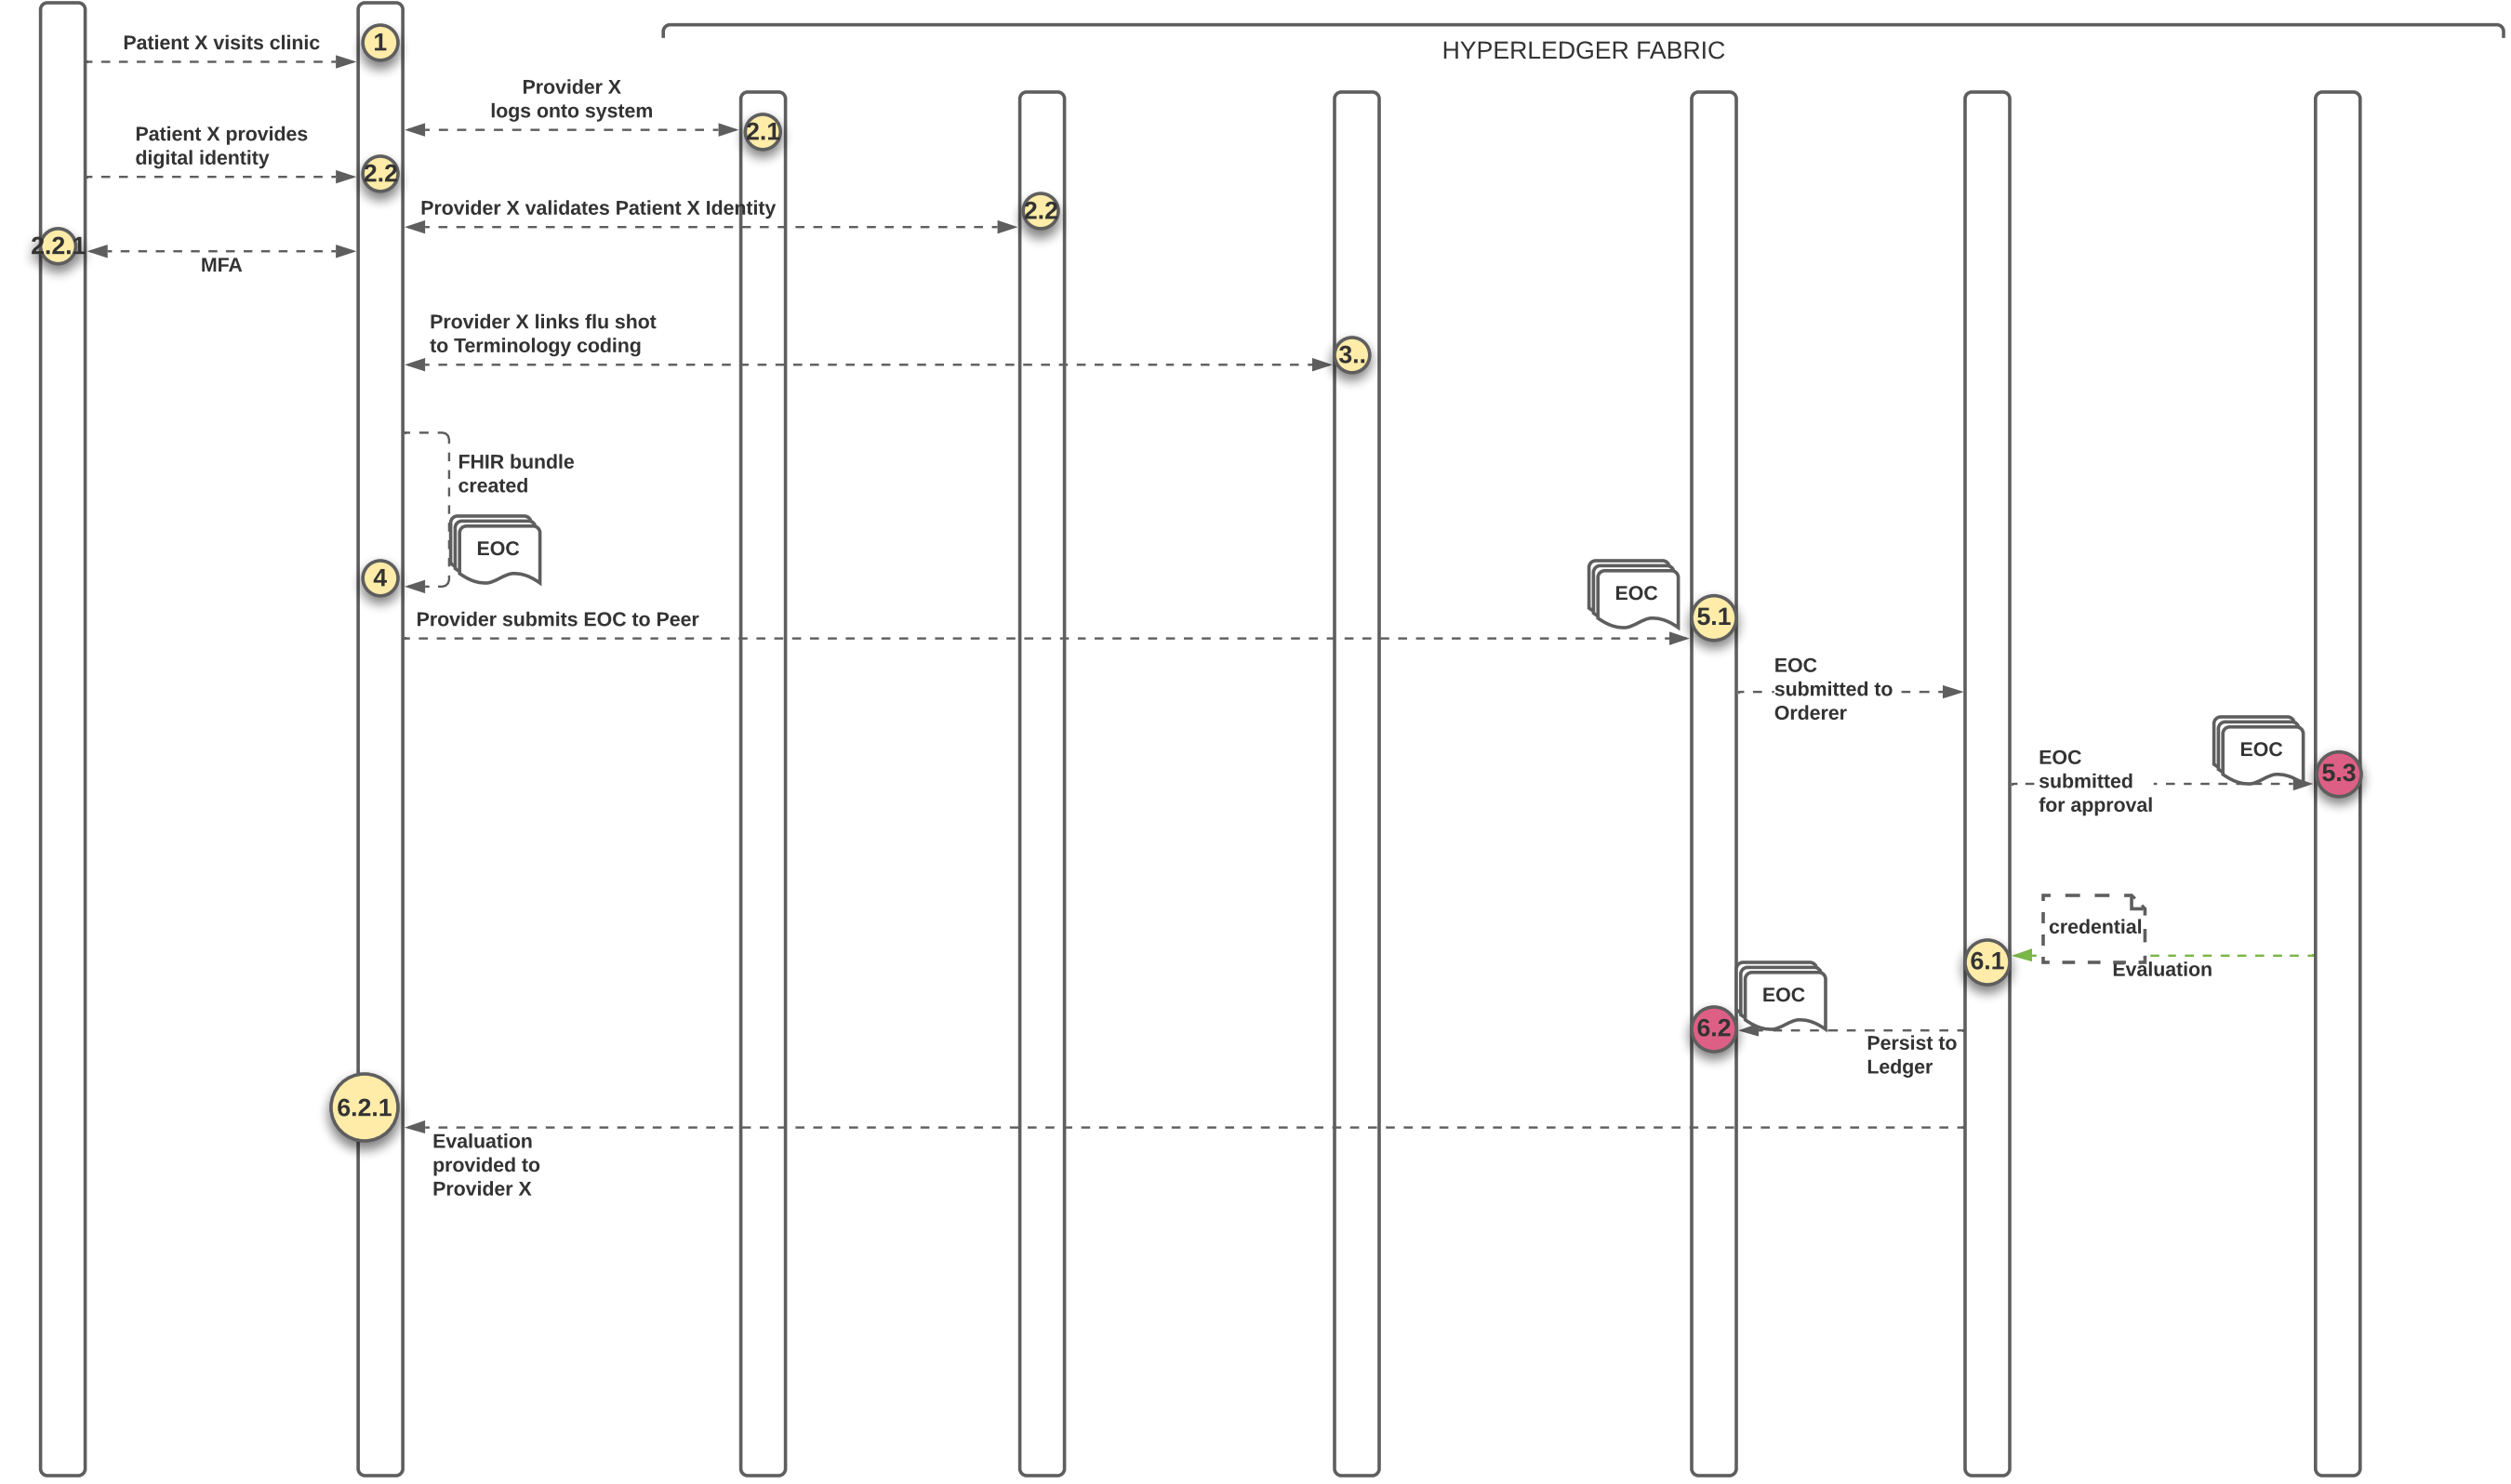 Patient X visits clinic
1
HYPERLEDGER FABRIC
Provider X
logs onto system
2.1
Patient X provides
digital identity
2.2
Provider X validates Patient X Identity
2.2
2.2.1
MFA
Provider X links flu shot
to Terminology coding
3..
FHIR bundle
created
EOC
4
EOC
Provider submits EOC to Peer
5.1
EOC
submitted to
Orderer
EOC
submitted
for approval
EOC
5.3
credential
6.1
Evaluation
EOC
6.2
Persist to
Ledger
6.2.1
Evaluation
provided to
Provider X